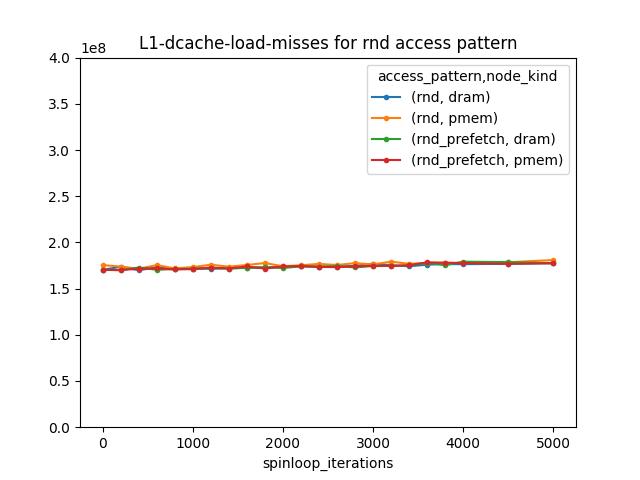 L1-dcache-load-misses for rnd access pattern
1e8
access_pattern,node_kind
(rnd, dram)
(rnd, pmem)
(rnd_prefetch, dram)
(rnd_prefetch, pmem)
4.0
3.5
3.0
2.5
2.0
1.5
1.0
0.5
0.0
0 1000 2000 3000 4000 5000
spinloop_iterations